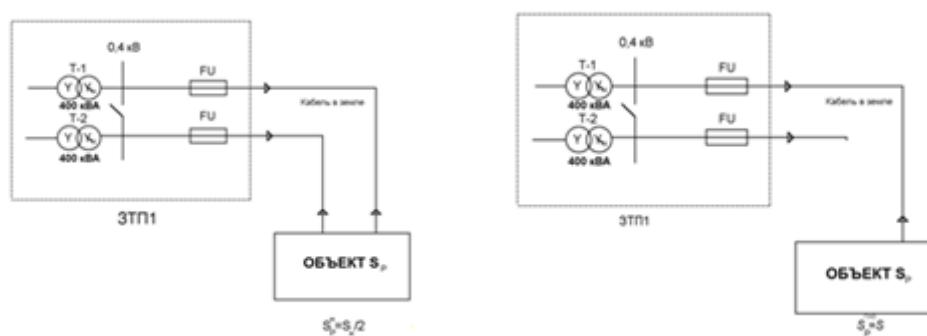 0,4 кВ
Т-1
FU
400 кВА
Кабель в земле
Т-2
FU
400 кВА
ЗТП1
ОБЪЕКТ Sр
0,4 кВ
Т-1
FU
400 кВА
Кабель в земле
Т-2
FU
400 кВА
ЗТП1
ОБЪЕКТ Sр